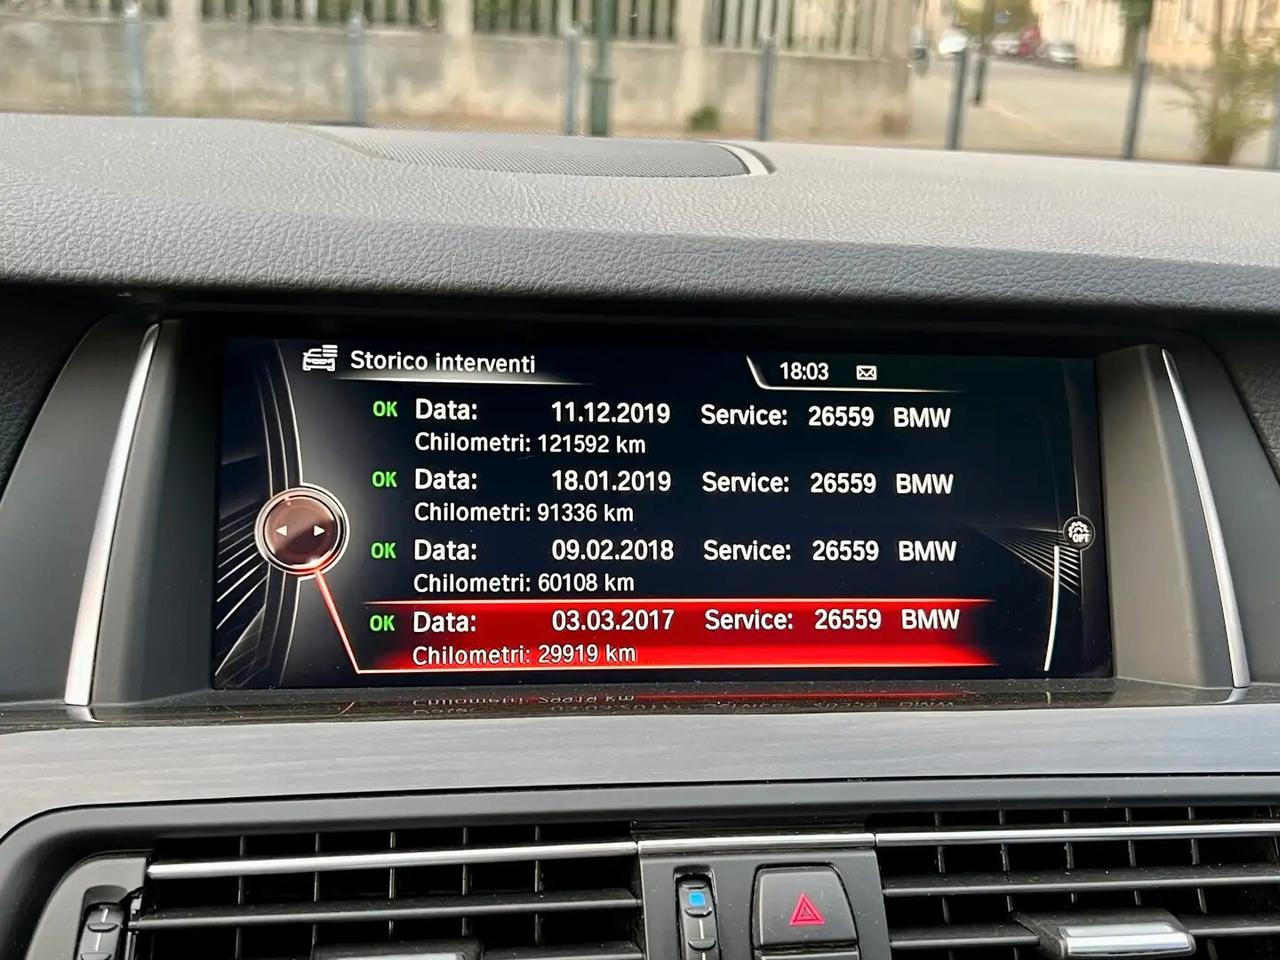 Storico interventi
18:03
OK Data: 11.12.2019 Service: 26559 BMW
Chilometri: 121592 km
OK Data: 18.01.2019 Service: 26559 BMW
Chilometri: 91336 km
OK Data: 09.02.2018 Service: 26559 BMW
Chilometri: 60108 km
OK Data: 03.03.2017 Service: 26559 BMW
Chilometri: 29919 km
OPT